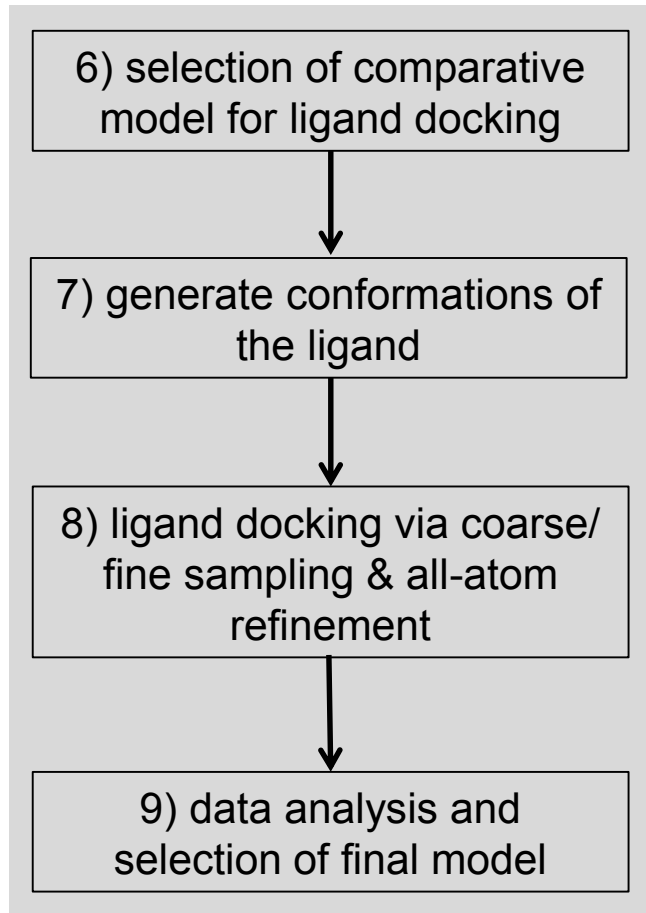 6) selection of comparative
model for ligand docking
7) generate conformations of
the ligand
8) ligand docking via coarse/
fine sampling & all-atom
refinement
9) data analysis and
selection of final model